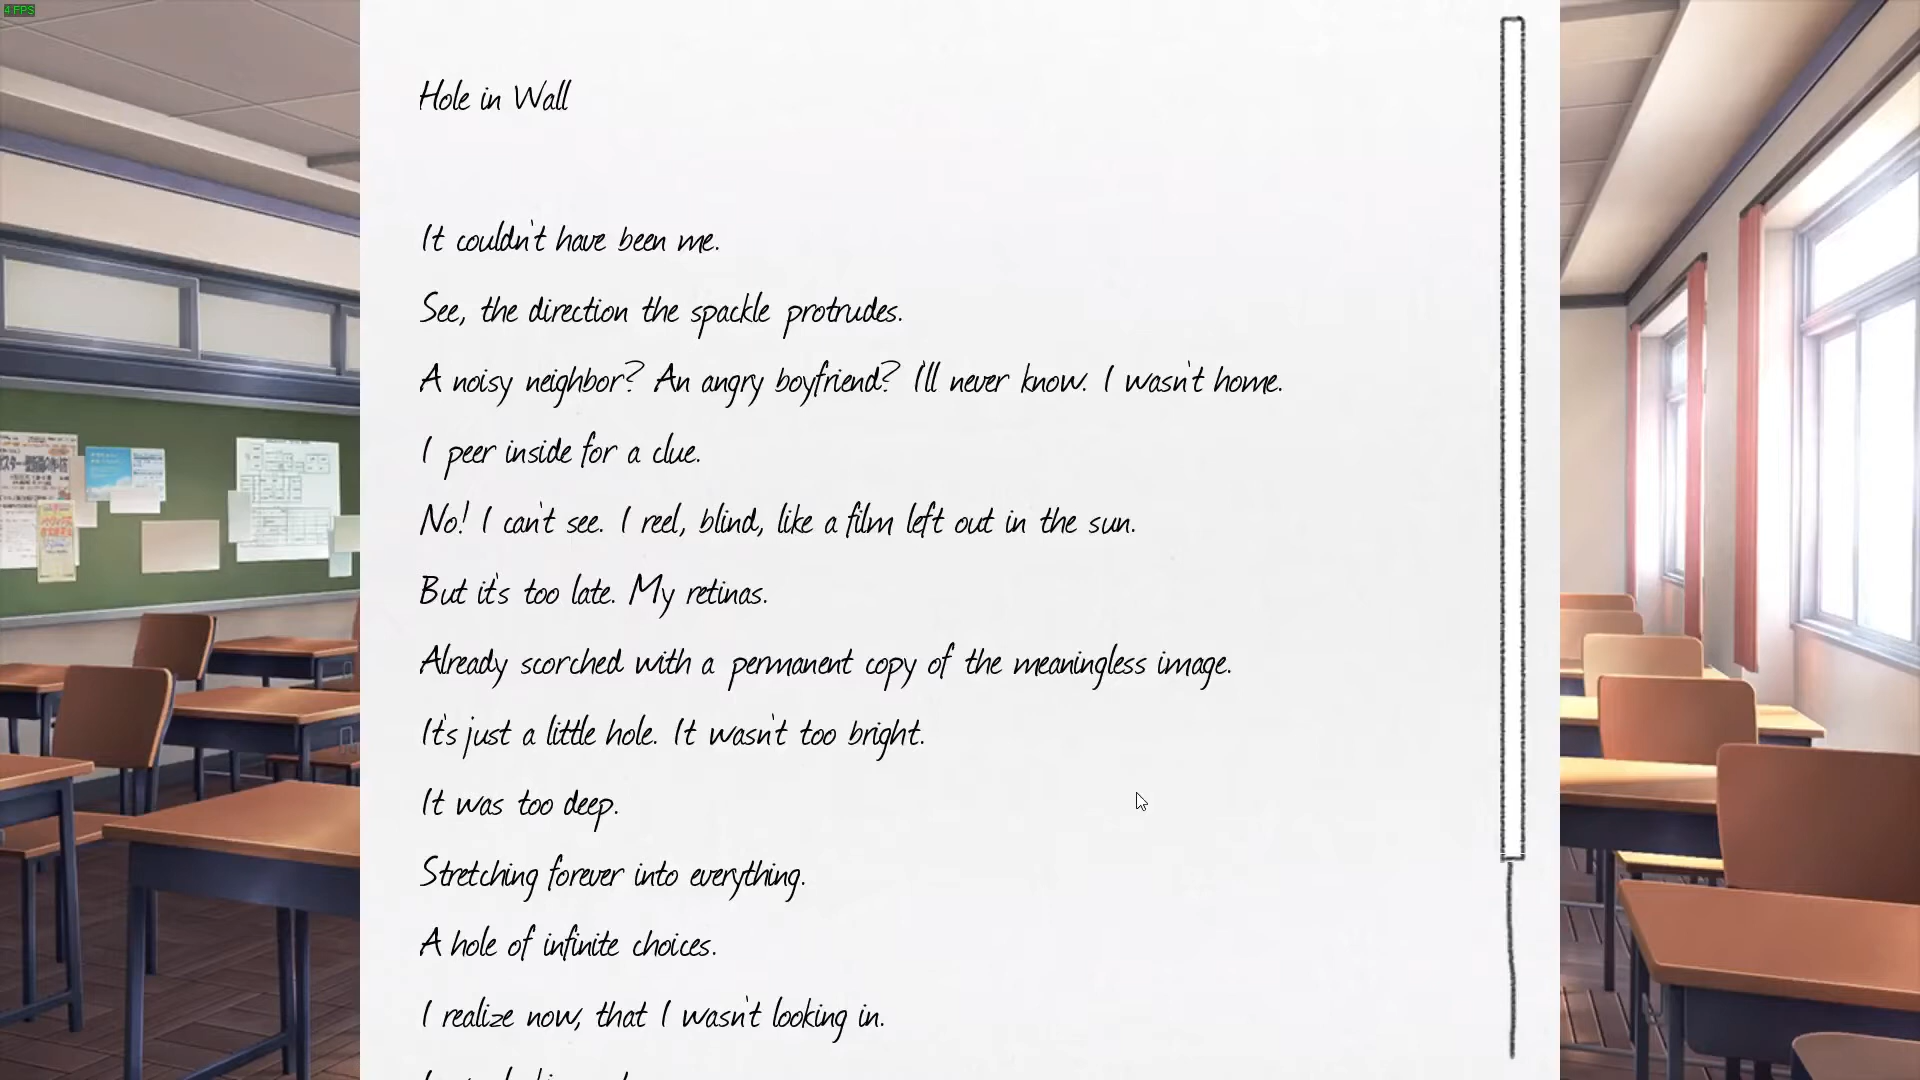 4 FPS
Hole in Wall
It couldn't have been me.
See, the direction the spackle protrudes.
A noisy neighbor? An angry boyfriend? I'll never know. I wasn't home.
I peer inside for a clue.
No! I can't see. I reel, blind, like a film left out in the sun.
But it's too late. My retinas.
Already scorched with a permanent copy of the meaningless image.
It's just a little hole. It wasn't too bright.
It was too deep.
Stretching forever into everything.
A hole of infinite choices.
I realize now, that I wasn't looking in.